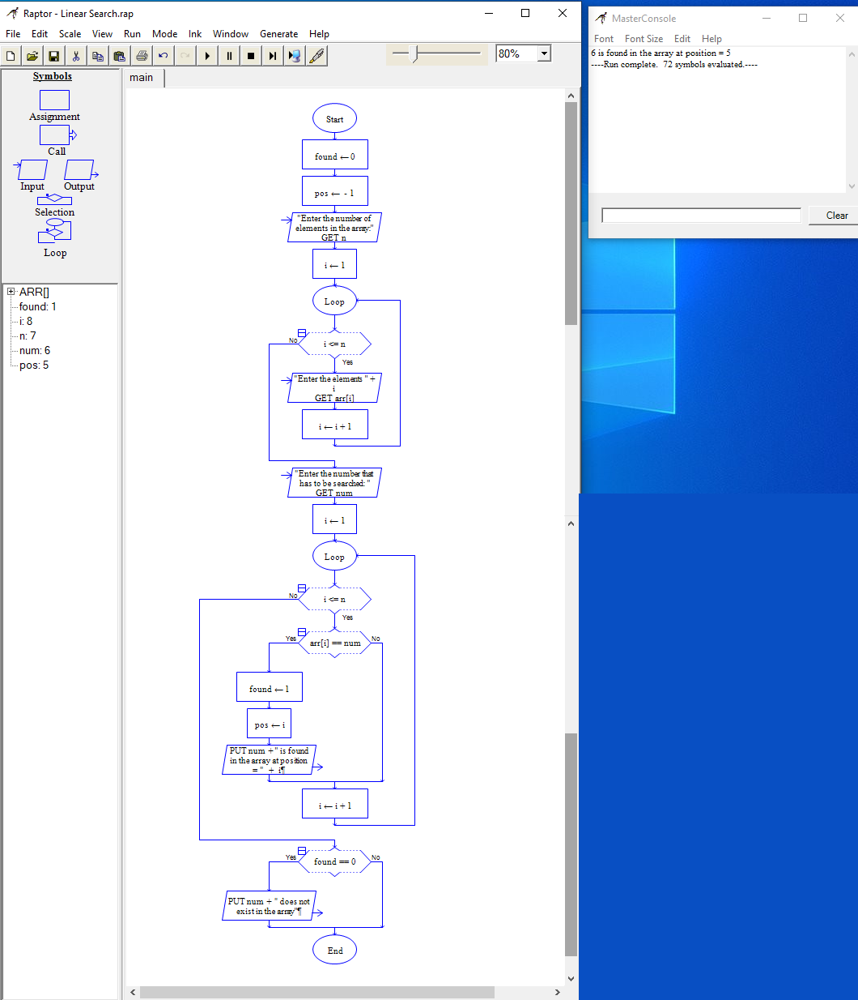 Raptor - Linear Search.rap
File Edit Scale View Run Mode Ink Window Generate Help
80%
Symbols
Assignment
Call
Input Output
Selection
Loop
ARR[]
found: 1
i: 8
n: 7
num: 6
pos: 5
main
Start
found ← 0
pos ← - 1
"Enter the number of
elements in the array:"
GET n
i ← 1
Loop
i <= n
No
Yes
"Enter the elements " +
i
GET arr[i]
i ← i + 1
"Enter the number that
has to be searched: "
GET num
i ← 1
Loop
i <= n
No
Yes
arr[i] == num
Yes
No
found ← 1
pos ← i
PUT num +" is found
in the array at position
= " + i¶
i ← i + 1
found == 0
Yes
No
PUT num + " does not
exist in the array"¶
End
MasterConsole
Font Font Size Edit Help
6 is found in the array at position = 5
----Run complete. 72 symbols evaluated.----
Clear